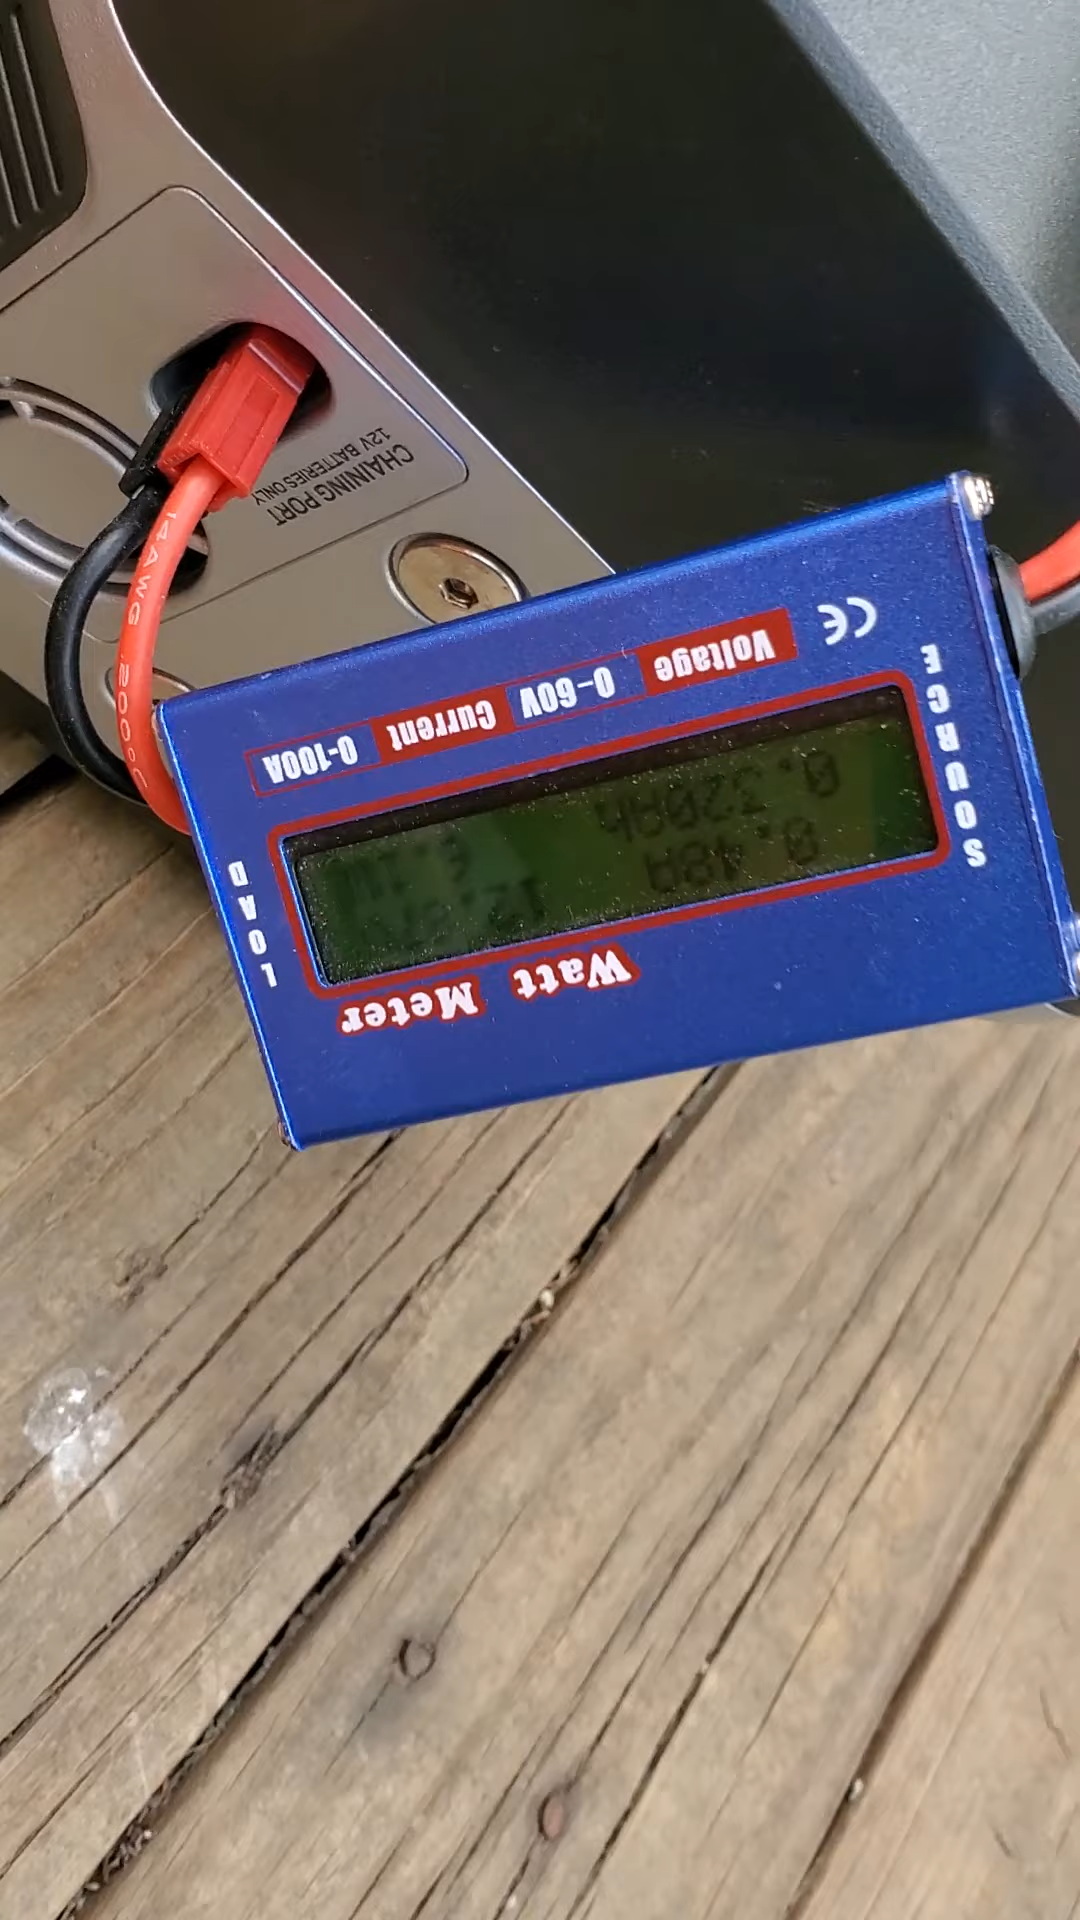 CHAINING PORT
12V BATTERIES ONLY
14AWG .200
Watt Meter
0.48A
0.320Ah
SOURCE
LOAD
Voltage 0-60V Current 0-100A
CE